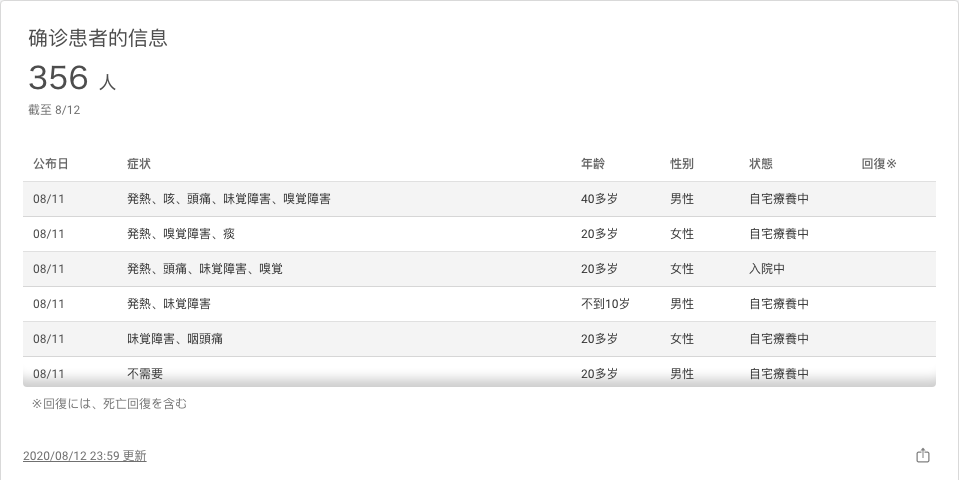 确诊患者的信息
356 人
截至 8/12
公布日 症状 年龄 性别 状態 回復※
08/11 発熱、咳、頭痛、味覚障害、嗅覚障害 40多岁 男性 自宅療養中
08/11 発熱、嗅覚障害、痰 20多岁 女性 自宅療養中
08/11 発熱、頭痛、味覚障害、嗅覚 20多岁 女性 入院中
08/11 発熱、味覚障害 不到10岁 男性 自宅療養中
08/11 味覚障害、咽頭痛 20多岁 女性 自宅療養中
08/11 不需要 20多岁 男性 自宅療養中
※回復には、死亡回復を含む
2020/08/12 23:59 更新